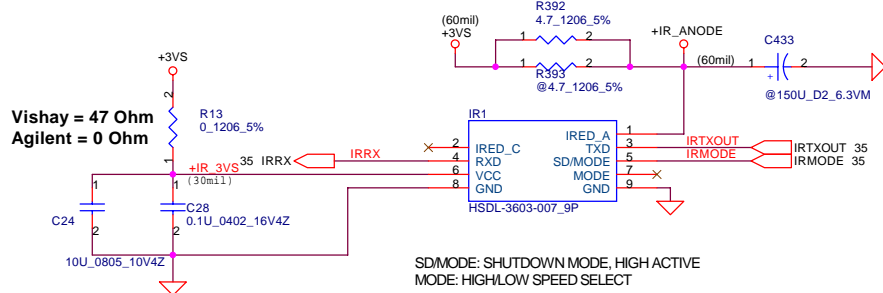 R392
4.7_1206_5%
(60mil)
+3VS
1 2
1 2
R393
@4.7_1206_5%
+IR_ANODE
(60mil)
C433
1 + 2
@150U_D2_6.3VM
+3VS
2
R13
0_1206_5%
1
Vishay = 47 Ohm
Agilent = 0 Ohm
+IR_3VS
(30mil)
35 IRRX
IRRX
IR1
2 IRED_C
4 RXD
6 VCC
8 GND
IRED_A 1
TXD 3
SD/MODE 5
MODE 7
GND 9
HSDL-3603-007_9P
IRTXOUT
IRMODE
IRTXOUT 35
IRMODE 35
1
C24
2
10U_0805_10V4Z
1
C28
0.1U_0402_16V4Z
2
SD/MODE: SHUTDOWN MODE, HIGH ACTIVE
MODE: HIGH/LOW SPEED SELECT